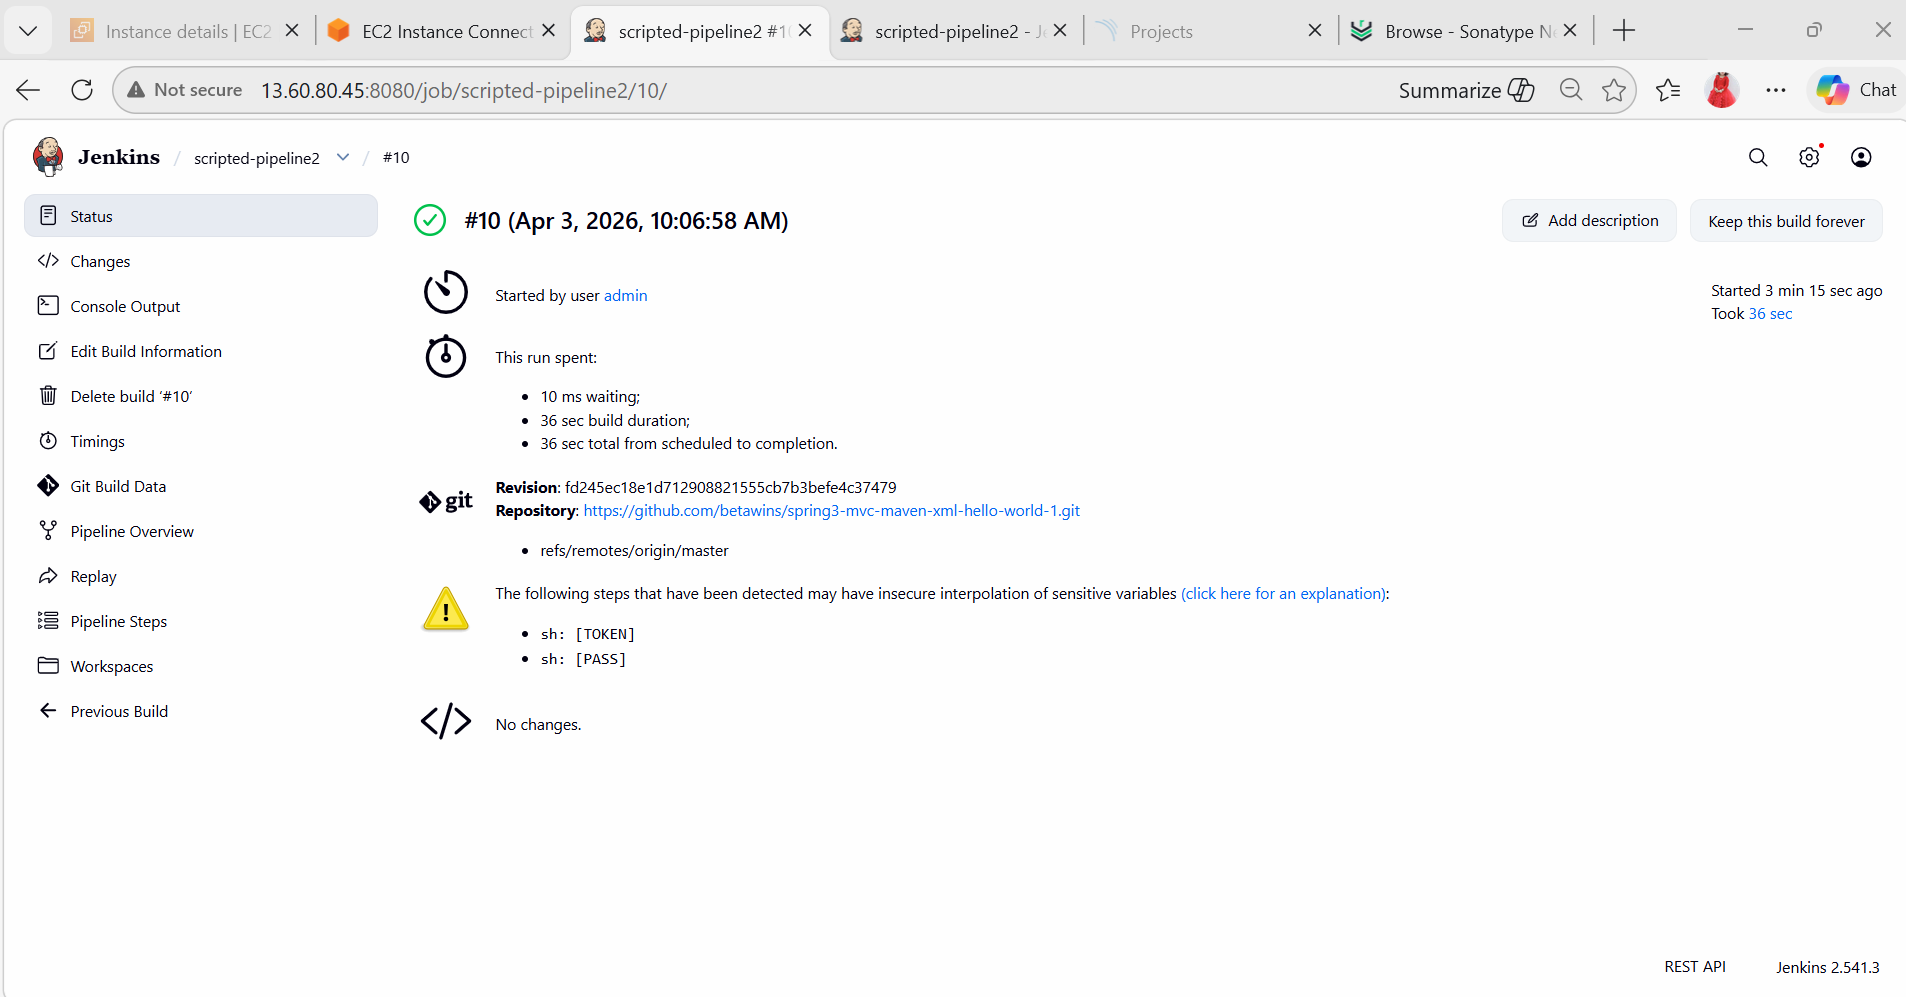 Instance details | EC2
EC2 Instance Connect
scripted-pipeline2 #1
scripted-pipeline2 - Je
Projects
Browse - Sonatype Ne
Not secure
13.60.80.45:8080/job/scripted-pipeline2/10/
Summarize
Chat
Jenkins / scripted-pipeline2 / #10
Status
Changes
Console Output
Edit Build Information
Delete build ‘#10’
Timings
Git Build Data
Pipeline Overview
Replay
Pipeline Steps
Workspaces
Previous Build
#10 (Apr 3, 2026, 10:06:58 AM)
Add description
Keep this build forever
Started by user admin
Started 3 min 15 sec ago
Took 36 sec
This run spent:
10 ms waiting;
36 sec build duration;
36 sec total from scheduled to completion.
git
Revision: fd245ec18e1d712908821555cb7b3befe4c37479
Repository: https://github.com/betawins/spring3-mvc-maven-xml-hello-world-1.git
refs/remotes/origin/master
The following steps that have been detected may have insecure interpolation of sensitive variables (click here for an explanation):
sh: [TOKEN]
sh: [PASS]
No changes.
REST API
Jenkins 2.541.3